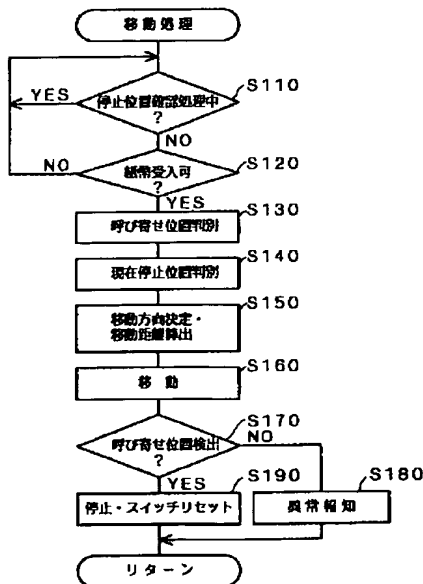 移動処理
S110
YES
停止位置確認処理中
?
NO
S120
NO
紙幣受入可
?
YES
S130
呼び寄せ位置判別
S140
現在停止位置判別
S150
移動方向決定・
移動距離算出
S160
移動
S170
呼び寄せ位置検出
?
NO
YES
S190
S180
停止・スイッチリセット
異常報知
リターン